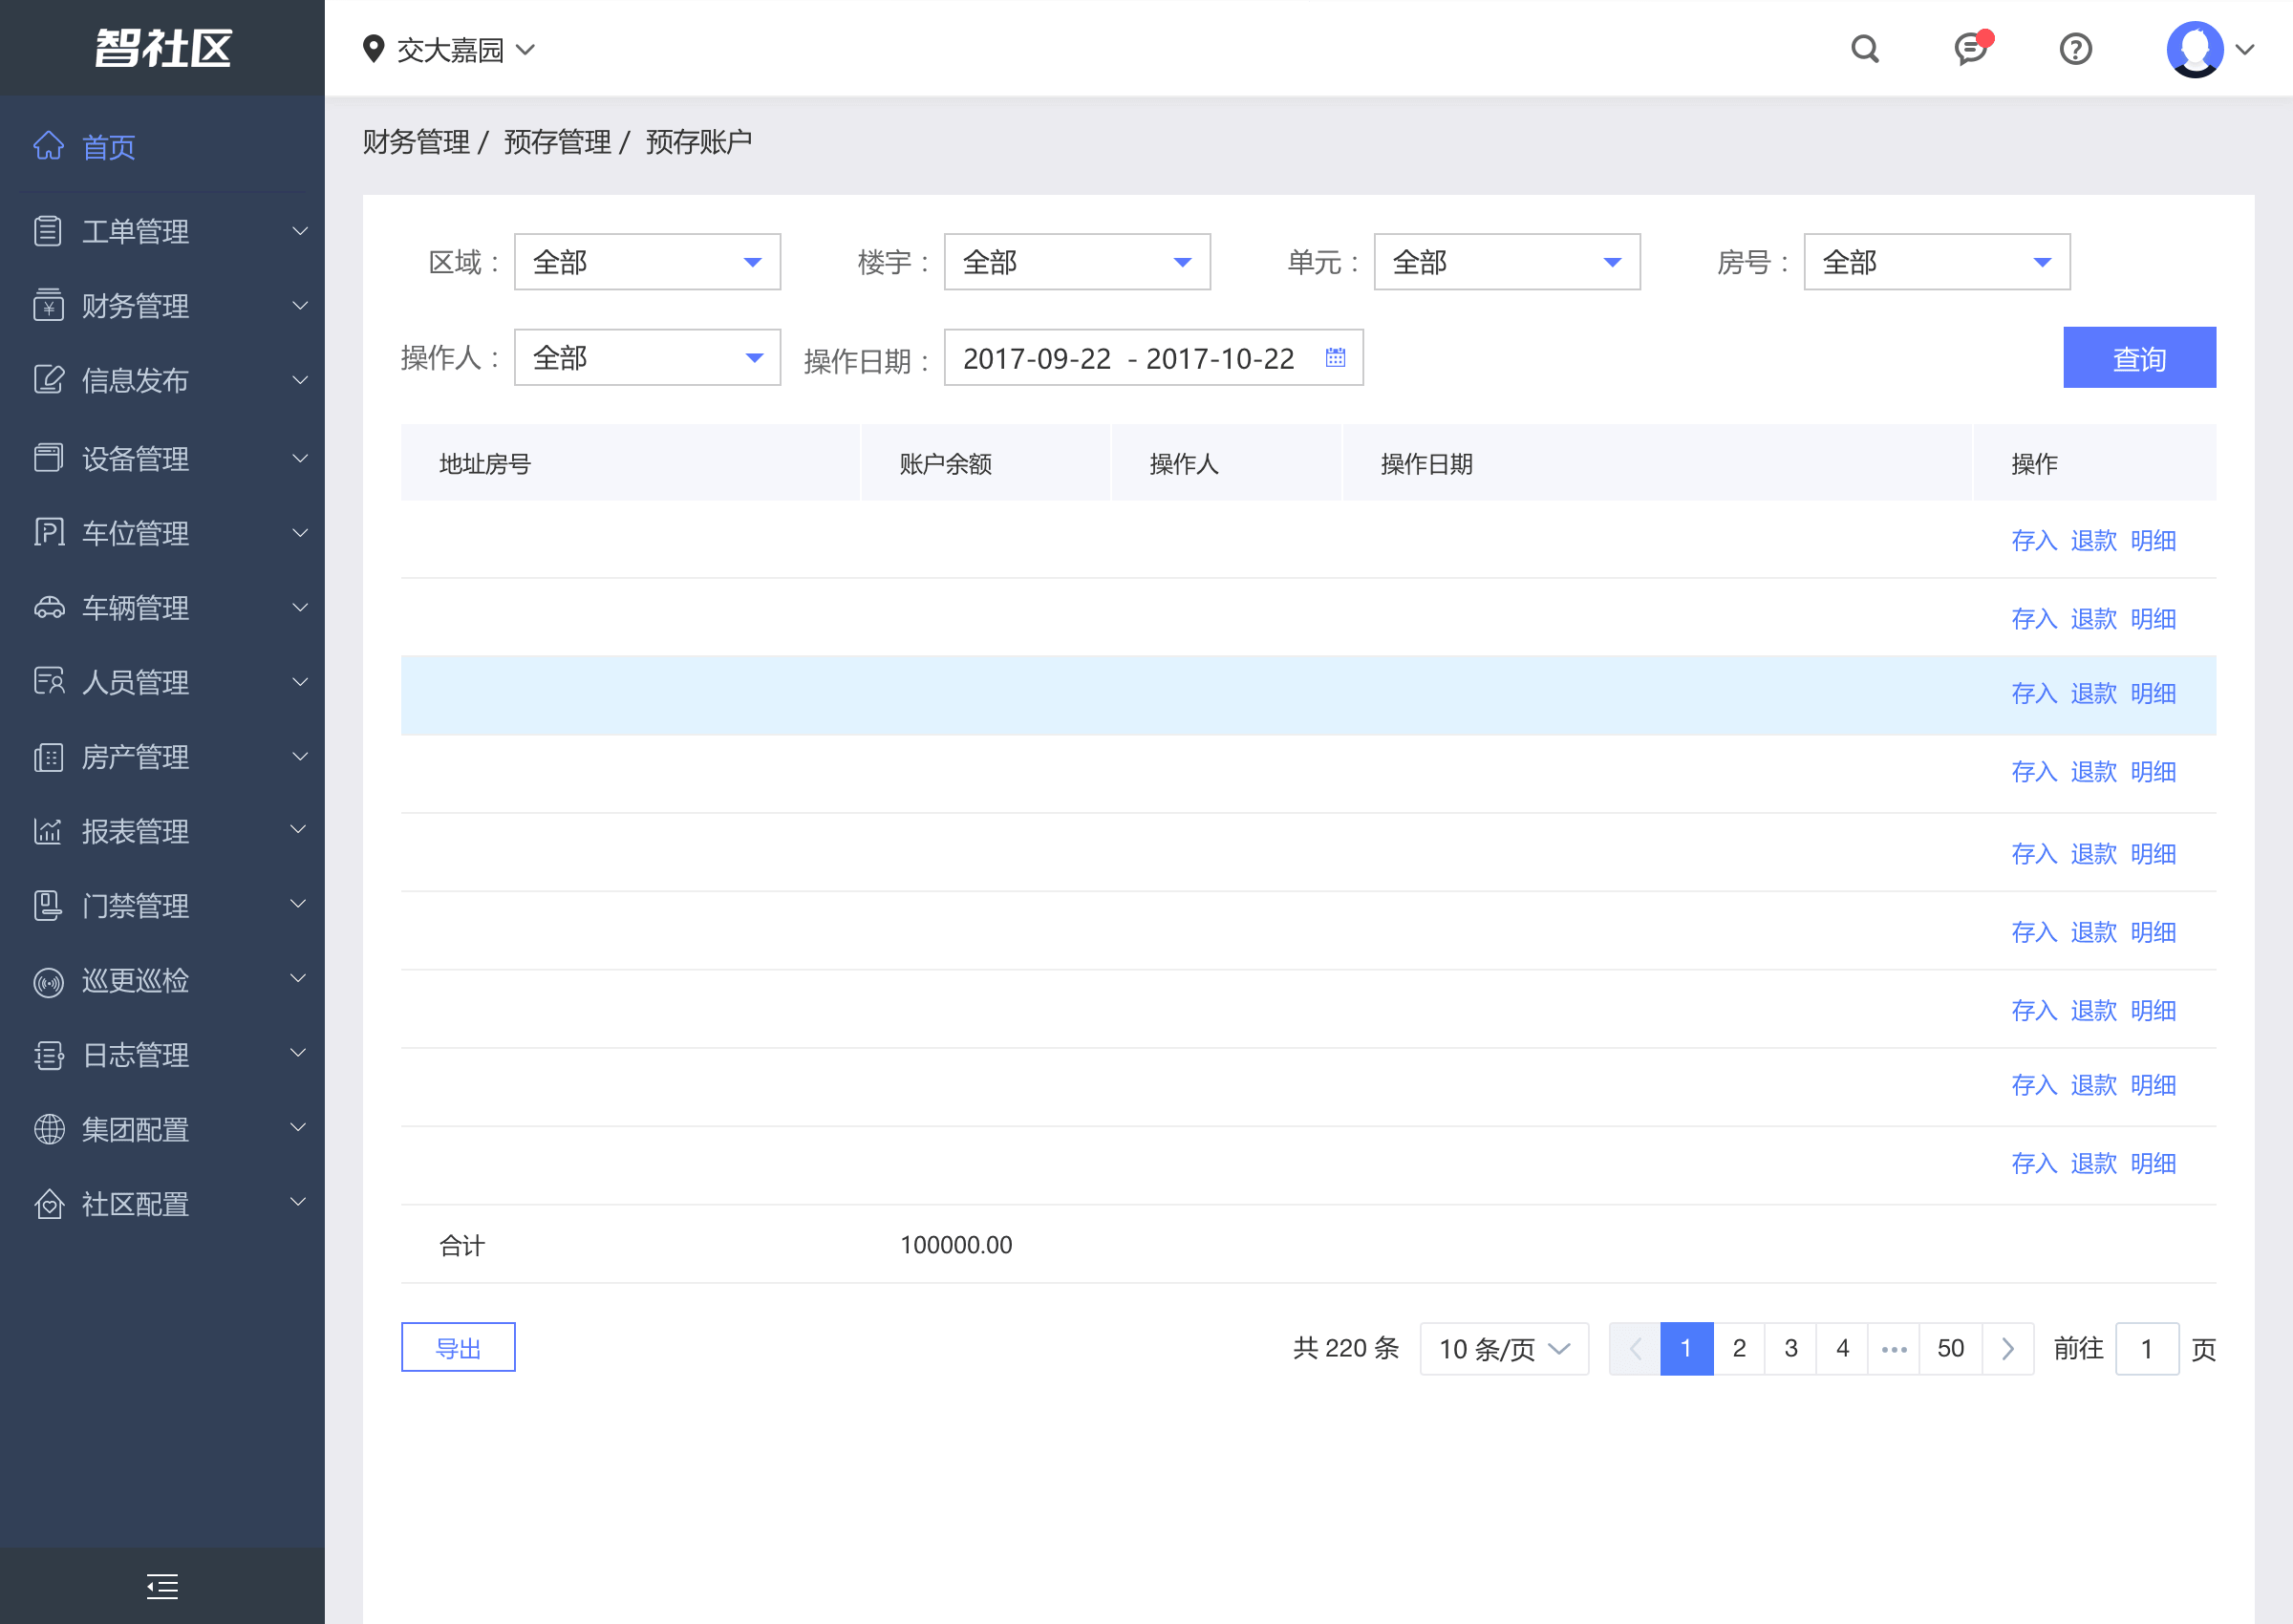 智社区
交大嘉园
首页
工单管理
财务管理
信息发布
设备管理
车位管理
车辆管理
人员管理
房产管理
报表管理
门禁管理
巡更巡检
日志管理
集团配置
社区配置
财务管理 / 预存管理 / 预存账户
区域： 全部 楼宇： 全部 单元： 全部 房号： 全部
操作人： 全部 操作日期： 2017-09-22 - 2017-10-22 查询
地址房号 账户余额 操作人 操作日期 操作
存入 退款 明细
存入 退款 明细
存入 退款 明细
存入 退款 明细
存入 退款 明细
存入 退款 明细
存入 退款 明细
存入 退款 明细
存入 退款 明细
合计 100000.00
导出 共 220 条 10 条/页 1 2 3 4 ••• 50 前往 1 页